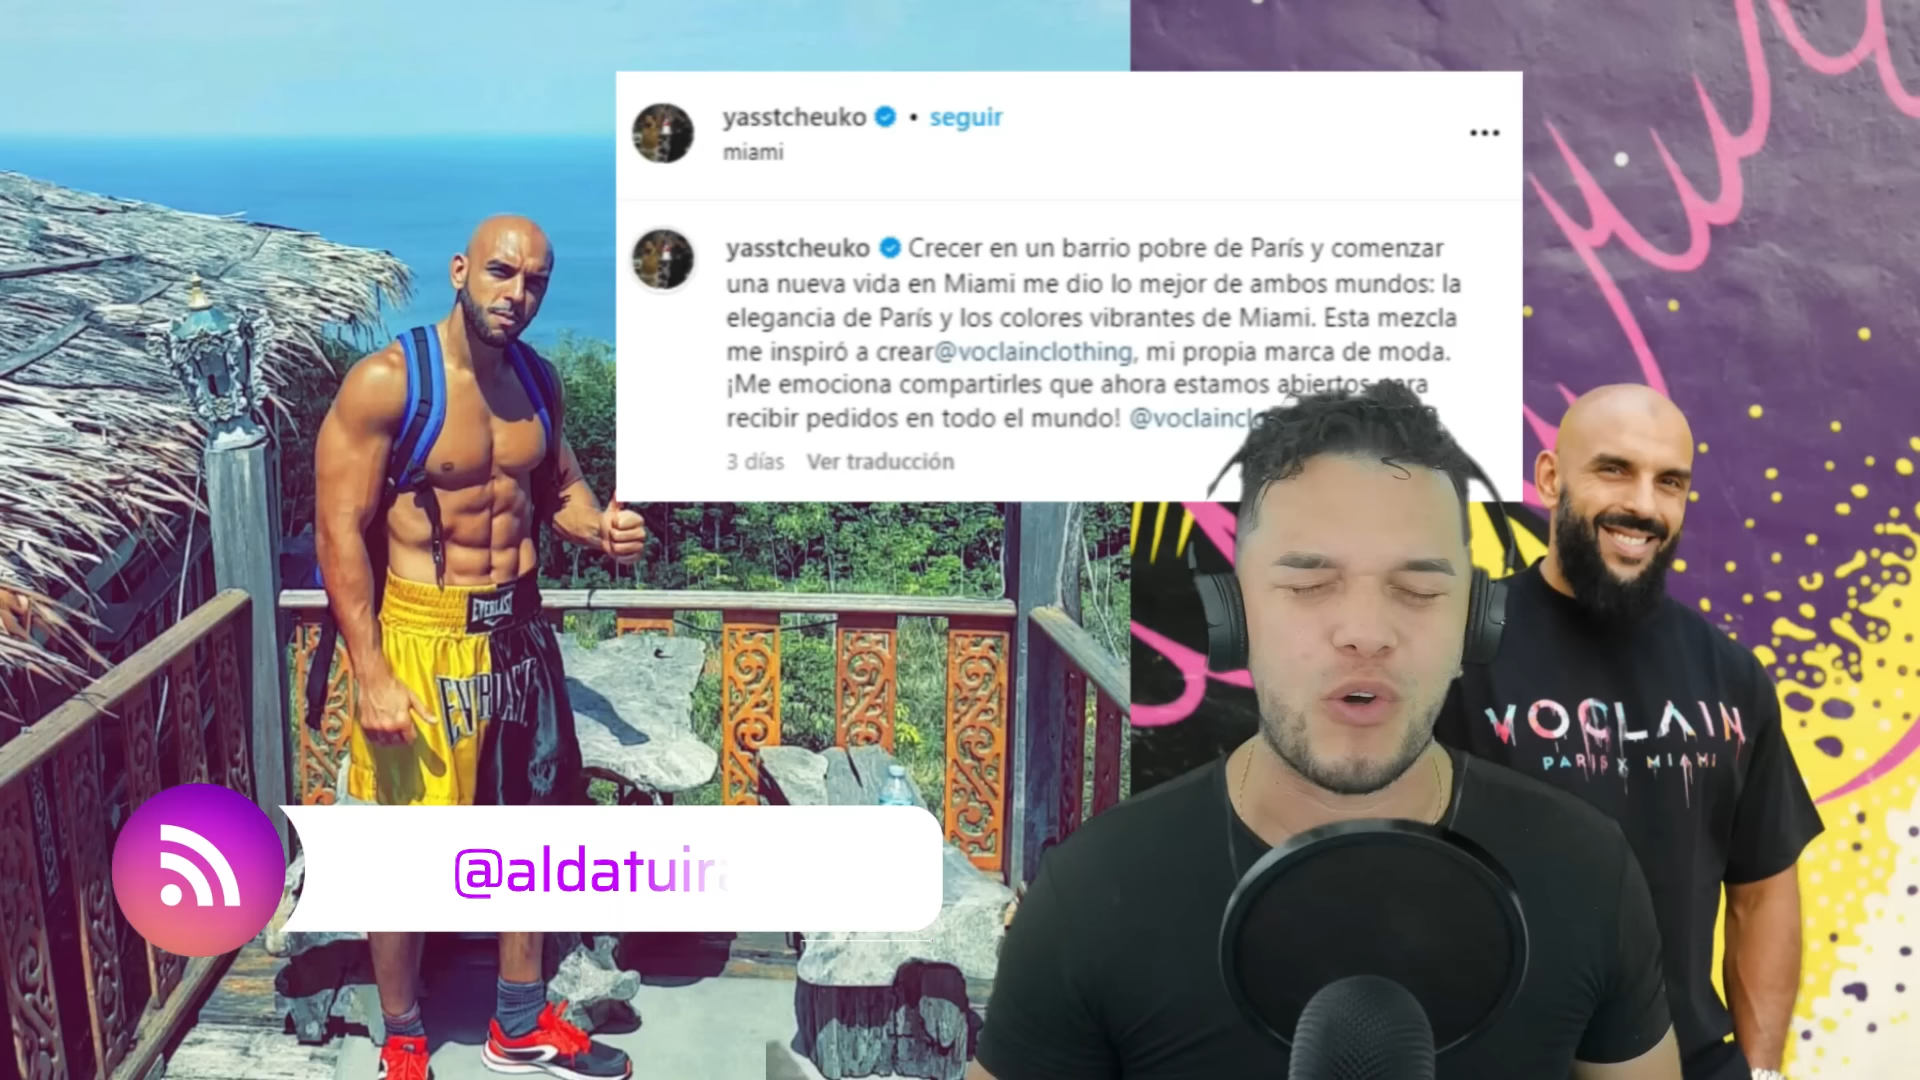 yasstcheuko • seguir
miami
•••
yasstcheuko Crecer en un barrio pobre de París y comenzar
una nueva vida en Miami me dio lo mejor de ambos mundos: la
elegancia de París y los colores vibrantes de Miami. Esta mezcla
me inspiró a crear@voclainclothing, mi propia marca de moda.
¡Me emociona compartirles que ahora estamos abiertos para
recibir pedidos en todo el mundo!
3 días Ver traducción
EVERLAST
EVERLAST
VOCLAIN
PARIS X MIAMI